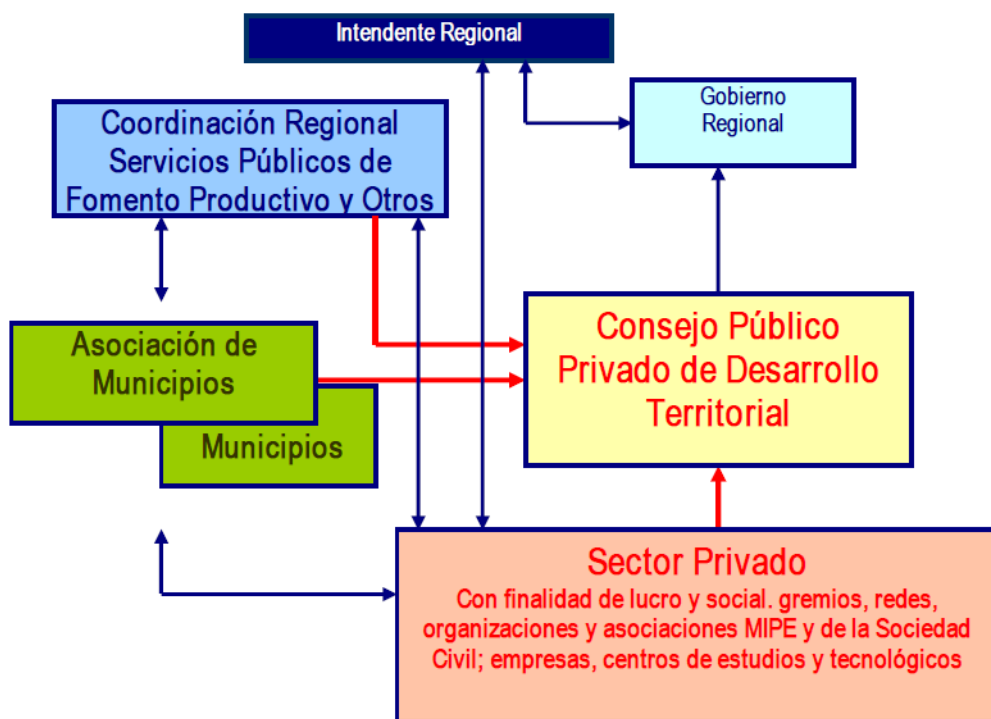 Intendente Regional
Gobierno
Regional
Coordinación Regional
Servicios Públicos de
Fomento Productivo y Otros
Asociación de
Municipios
Municipios
Consejo Público
Privado de Desarrollo
Territorial
Sector Privado
Con finalidad de lucro y social. gremios, redes,
organizaciones y asociaciones MIPE y de la Sociedad
Civil; empresas, centros de estudios y tecnológicos